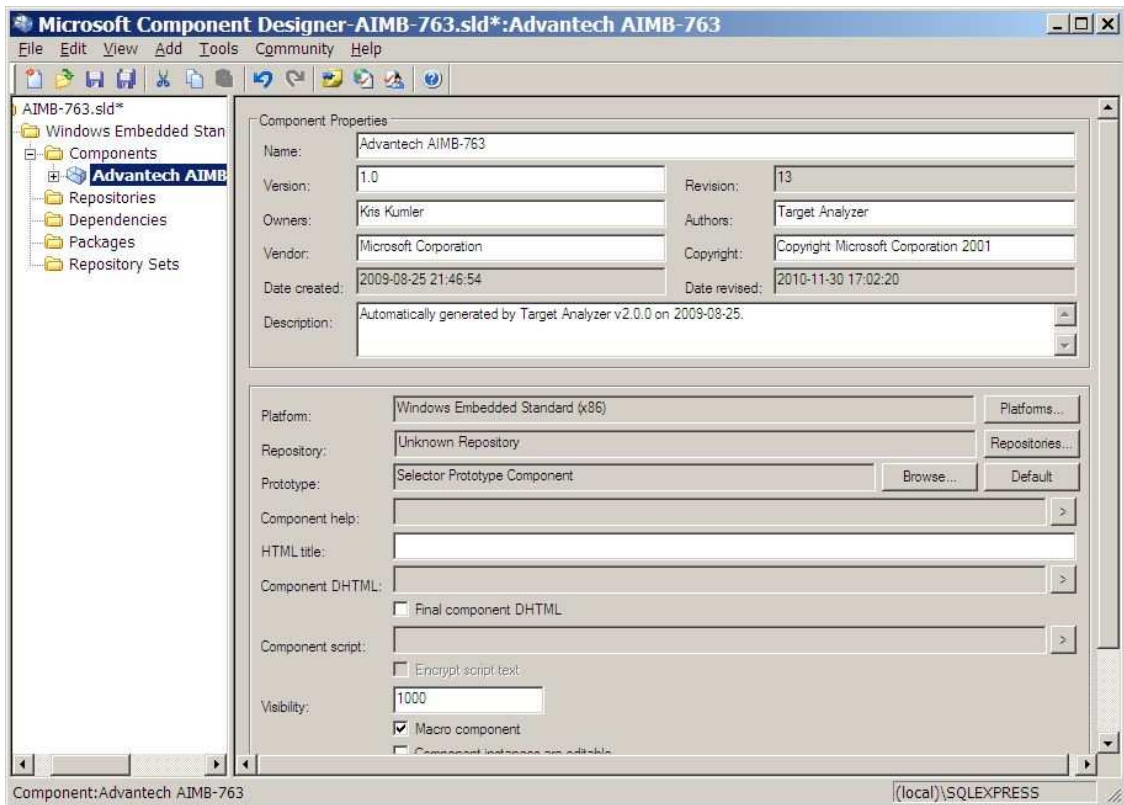 Microsoft Component Designer-AIMB-763.sld*:Advantech AIMB-763
File Edit View Add Tools Community Help
AIMB-763.sld*
Windows Embedded Stan
Components
Advantech AIMB
Repositories
Dependencies
Packages
Repository Sets
Component Properties
Name: Advantech AIMB-763
Version: 1.0 Revision: 13
Owners: Kris Kumler Authors: Target Analyzer
Vendor: Microsoft Corporation Copyright: Copyright Microsoft Corporation 2001
Date created: 2009-08-25 21:46:54 Date revised: 2010-11-30 17:02:20
Description: Automatically generated by Target Analyzer v2.0.0 on 2009-08-25.
Platform: Windows Embedded Standard (x86) Platforms...
Repository: Unknown Repository Repositories...
Prototype: Selector Prototype Component Browse... Default
Component help: >
HTML title:
Component DHTML: >
Final component DHTML
Component script: >
Encrypt script text
Visibility: 1000
Macro component
Component instances are editable
Component:Advantech AIMB-763 (local)\SQLEXPRESS